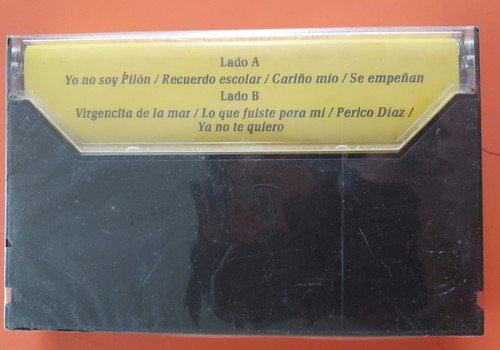 Lado A
Yo no soy Pilón / Recuerdo escolar / Cariño mío / Se empeñan
Lado B
Virgencita de la mar / Lo que fuiste para mí / Perico Díaz /
Ya no te quiero